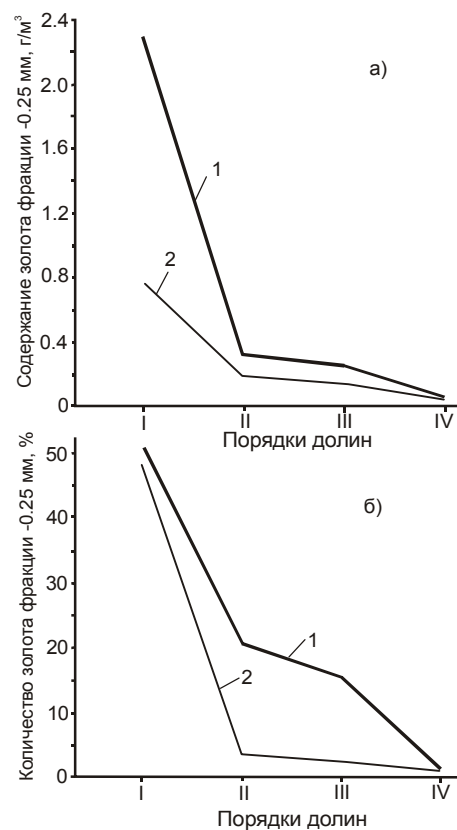 Содержание золота фракции -0.25 мм, г/м³
2.4
2.0
1.6
1.2
0.8
0.4
0
а)
1
2
I
II
III
IV
Порядки долин
Количество золота фракции -0.25 мм, %
50
40
30
20
10
0
б)
1
2
I
II
III
IV
Порядки долин